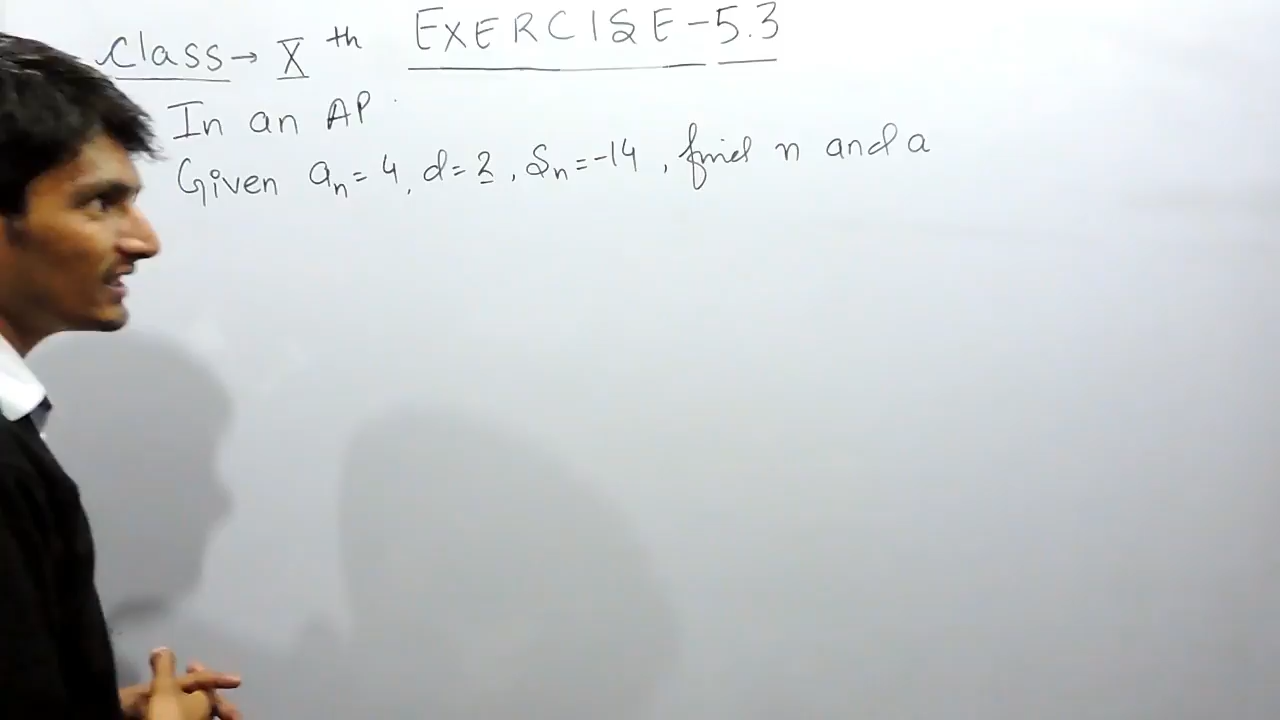 Class → X th EXERCISE-5.3
In an AP
Given an = 4, d = 2, Sn = -14, find n and a